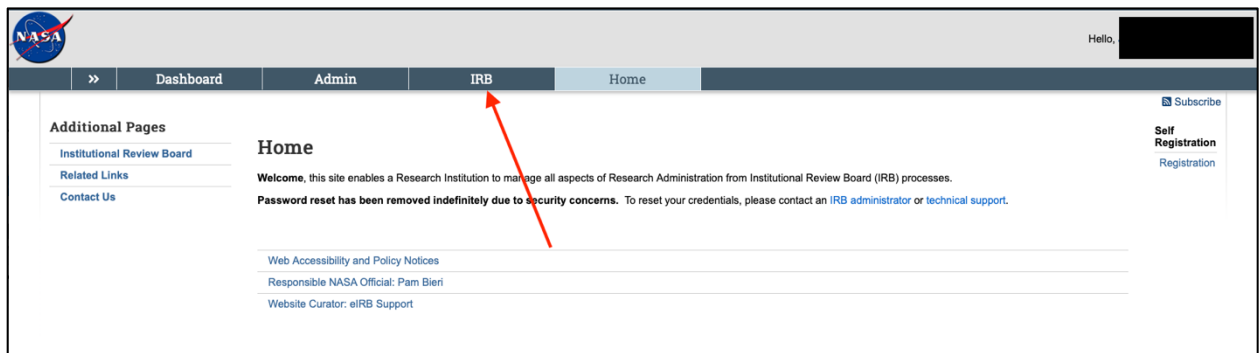 NASA
Hello,
»
Dashboard
Admin
IRB
Home
Subscribe
Additional Pages
Institutional Review Board
Related Links
Contact Us
Home
Welcome, this site enables a Research Institution to manage all aspects of Research Administration from Institutional Review Board (IRB) processes.
Password reset has been removed indefinitely due to security concerns. To reset your credentials, please contact an IRB administrator or technical support.
Web Accessibility and Policy Notices
Responsible NASA Official: Pam Bieri
Website Curator: eIRB Support
Self
Registration
Registration